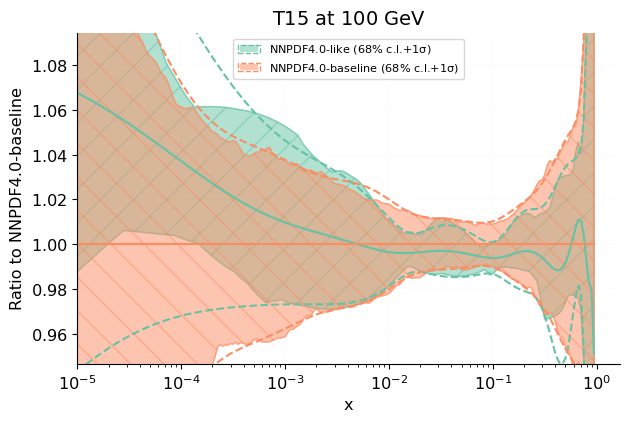 T15 at 100 GeV
NNPDF4.0-like (68% c.l.+1σ)
NNPDF4.0-baseline (68% c.l.+1σ)
Ratio to NNPDF4.0-baseline
1.08
1.06
1.04
1.02
1.00
0.98
0.96
10⁻⁵ 10⁻⁴ 10⁻³ 10⁻² 10⁻¹ 10⁰
x